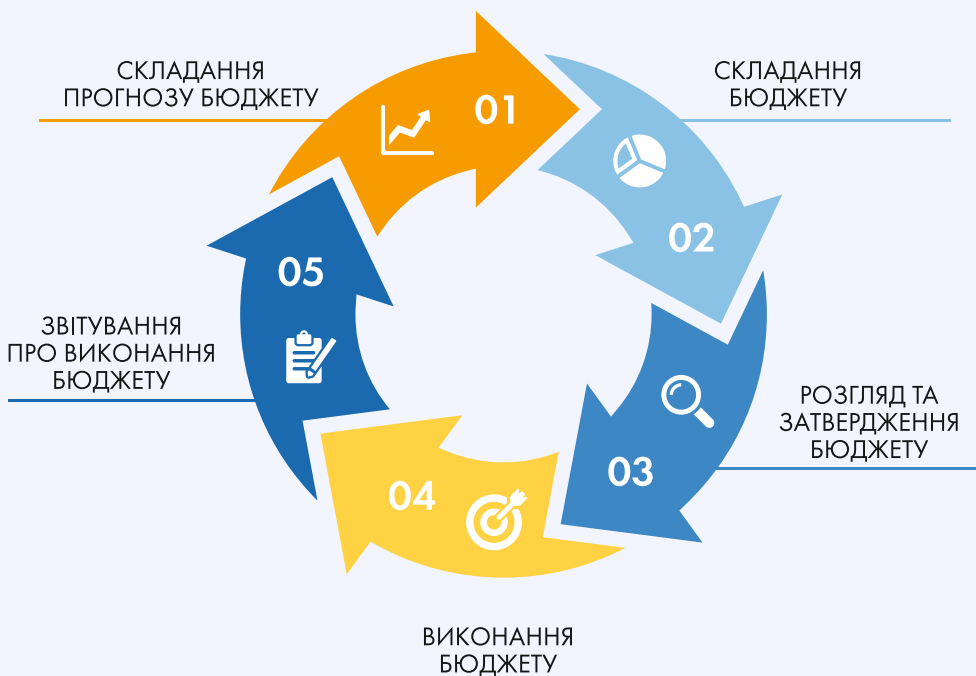 СКЛАДАННЯ
ПРОГНОЗУ БЮДЖЕТУ
01
СКЛАДАННЯ
БЮДЖЕТУ
02
РОЗГЛЯД ТА
ЗАТВЕРДЖЕННЯ
БЮДЖЕТУ
03
ВИКОНАННЯ
БЮДЖЕТУ
04
ЗВІТУВАННЯ
ПРО ВИКОНАННЯ
БЮДЖЕТУ
05